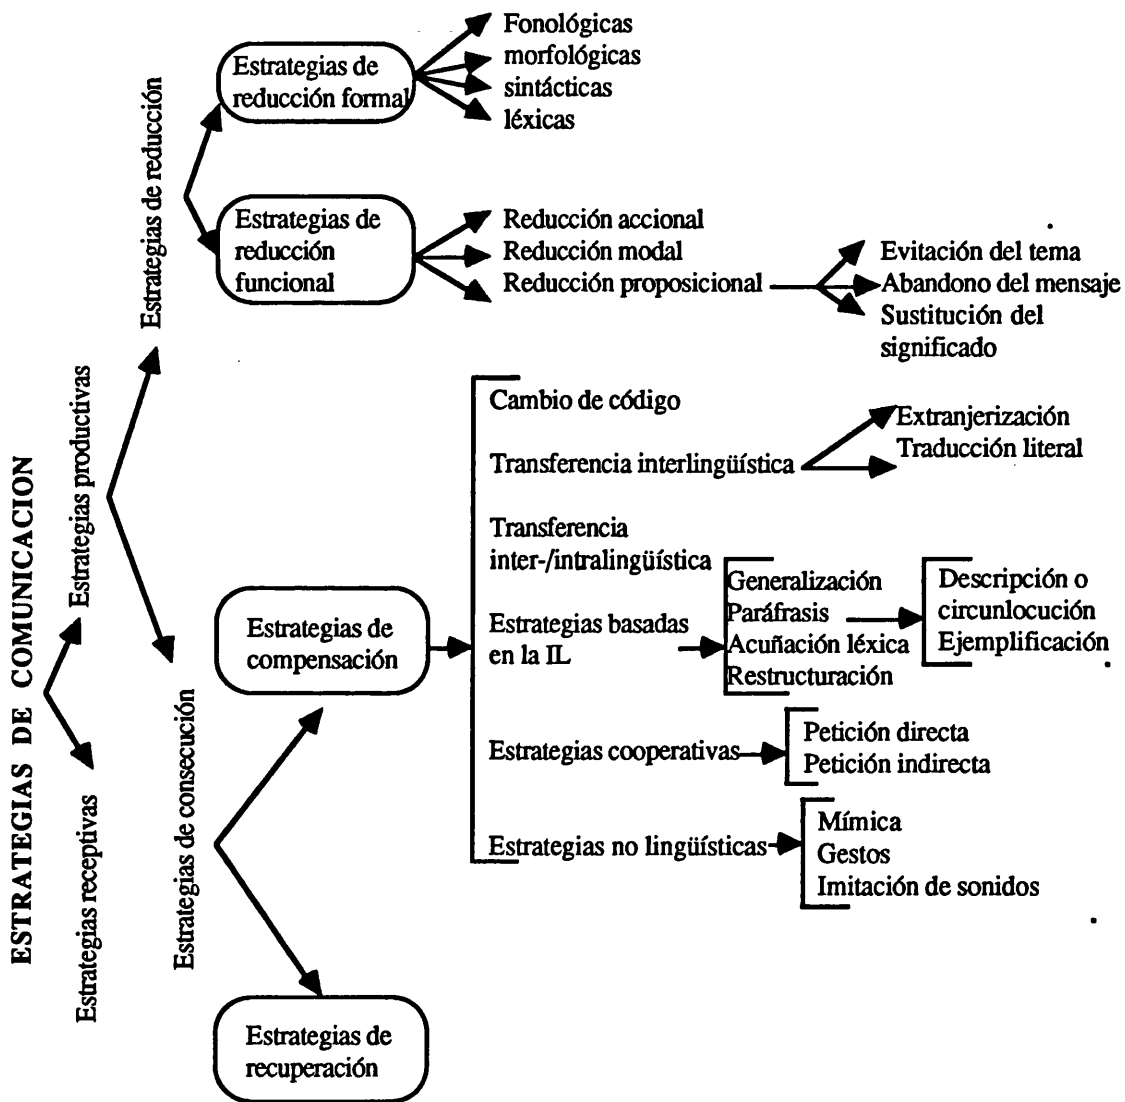 ESTRATEGIAS DE COMUNICACION
Estrategias productivas
Estrategias receptivas
Estrategias de reducción
Estrategias de consecución
Estrategias de
reducción formal
Fonológicas
morfológicas
sintácticas
léxicas
Estrategias de
reducción
funcional
Reducción accional
Reducción modal
Reducción proposicional
Evitación del tema
Abandono del mensaje
Sustitución del
significado
Estrategias de
compensación
Cambio de código
Transferencia interlingüística
Extranjerización
Traducción literal
Transferencia
inter-/intralingüística
Estrategias basadas
en la IL
Generalización
Paráfrasis
Acuñación léxica
Restructuración
Descripción o
circunlocución
Ejemplificación
Estrategias cooperativas
Petición directa
Petición indirecta
Estrategias no lingüísticas
Mímica
Gestos
Imitación de sonidos
Estrategias de
recuperación